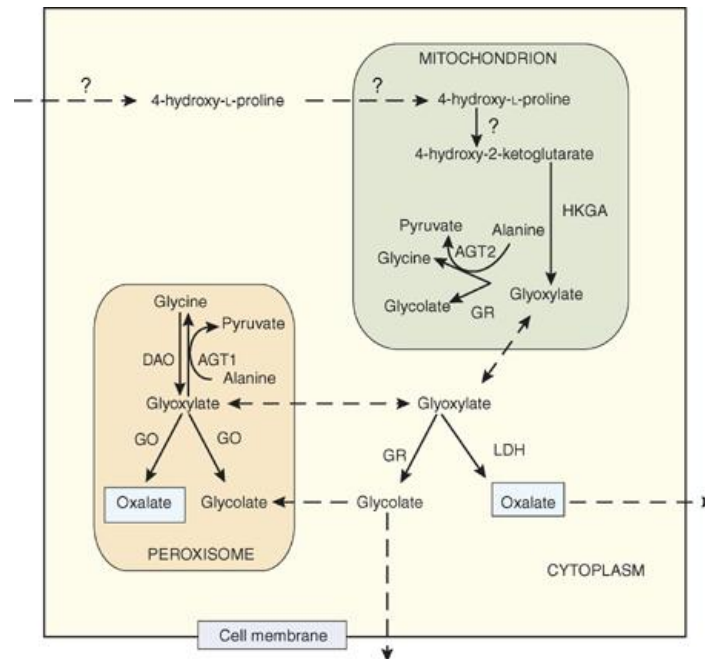 MITOCHONDRION
?
4-hydroxy-L-proline
?
4-hydroxy-L-proline
?
4-hydroxy-2-ketoglutarate
HKGA
Pyruvate
Alanine
AGT2
Glycine
Glycolate
GR
Glyoxylate
Glycine
Pyruvate
DAO
AGT1
Alanine
Glyoxylate
Glyoxylate
GO
GO
GR
LDH
Oxalate
Glycolate
Glycolate
Oxalate
PEROXISOME
CYTOPLASM
Cell membrane